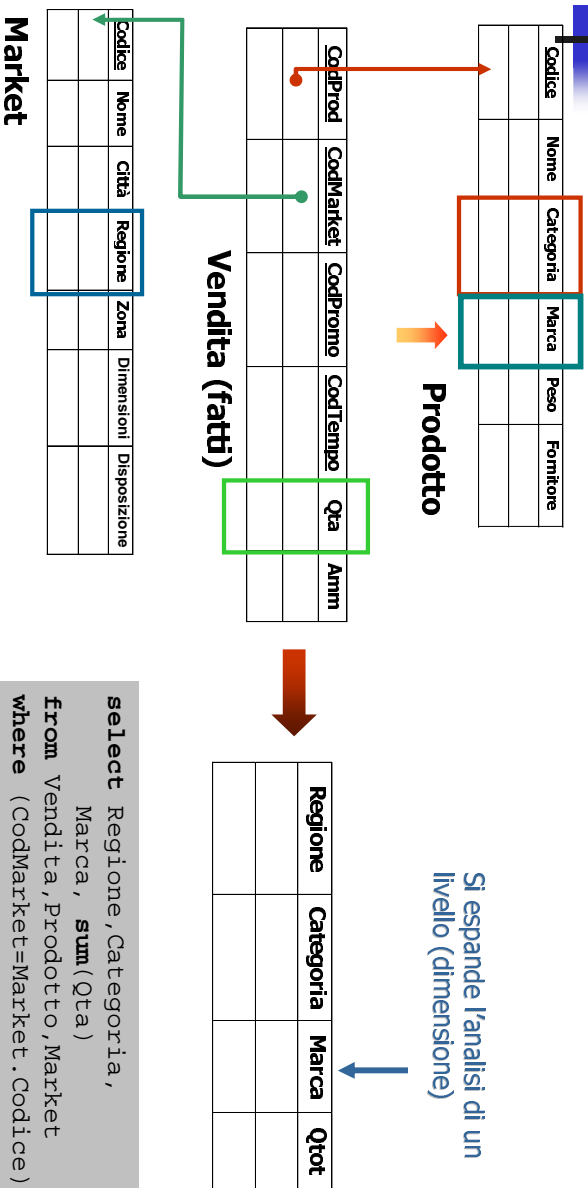 Codice Nome Categoria Marca Peso Fornitore
Prodotto
CodProd CodMarket CodPromo CodTempo Qta Amm
Vendita (fatti)
Codice Nome Città Regione Zona Dimensioni Disposizione
Market
Si espande l'analisi di un
livello (dimensione)
Regione Categoria Marca Qtot
select Regione,Categoria,
Marca, sum(Qta)
from Vendita,Prodotto,Market
where (CodMarket=Market.Codice)